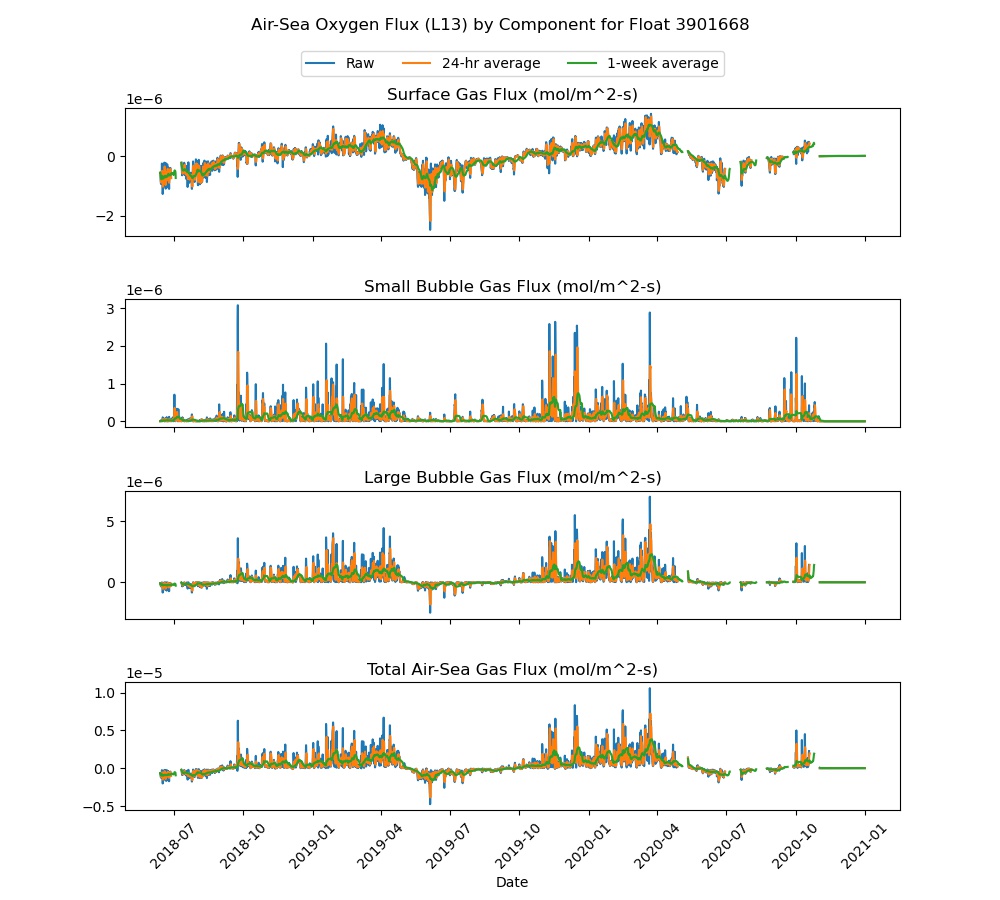 Air-Sea Oxygen Flux (L13) by Component for Float 3901668
Raw 24-hr average 1-week average
1e−6
Surface Gas Flux (mol/m^2-s)
0
−2
1e−6
Small Bubble Gas Flux (mol/m^2-s)
3
2
1
0
1e−6
Large Bubble Gas Flux (mol/m^2-s)
5
0
1e−5
Total Air-Sea Gas Flux (mol/m^2-s)
1.0
0.5
0.0
−0.5
2018-07 2018-10 2019-01 2019-04 2019-07 2019-10 2020-01 2020-04 2020-07 2020-10 2021-01
Date